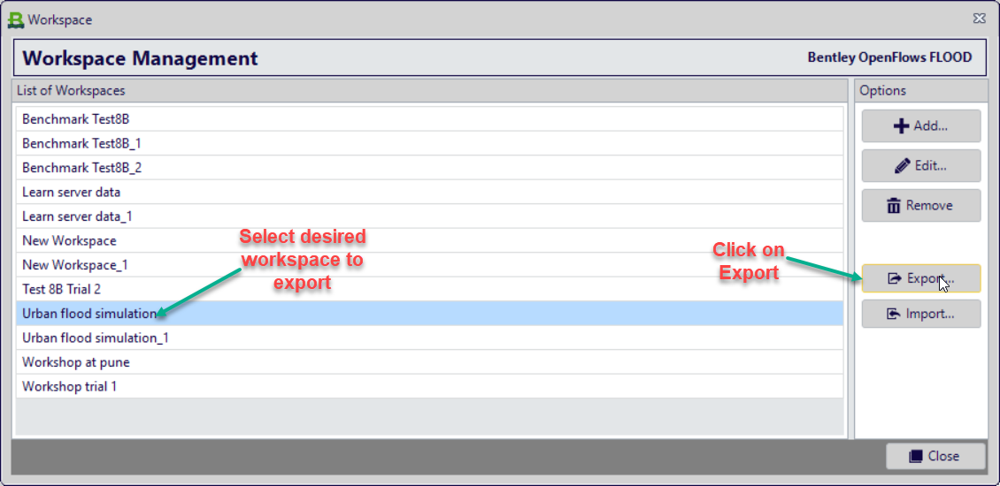 Workspace
Workspace Management
Bentley OpenFlows FLOOD
List of Workspaces
Options
Benchmark Test8B
Benchmark Test8B_1
Benchmark Test8B_2
Learn server data
Learn server data_1
New Workspace
New Workspace_1
Test 8B Trial 2
Urban flood simulation
Urban flood simulation_1
Workshop at pune
Workshop trial 1
Select desired
workspace to
export
Click on
Export
Add...
Edit...
Remove
Export...
Import...
Close